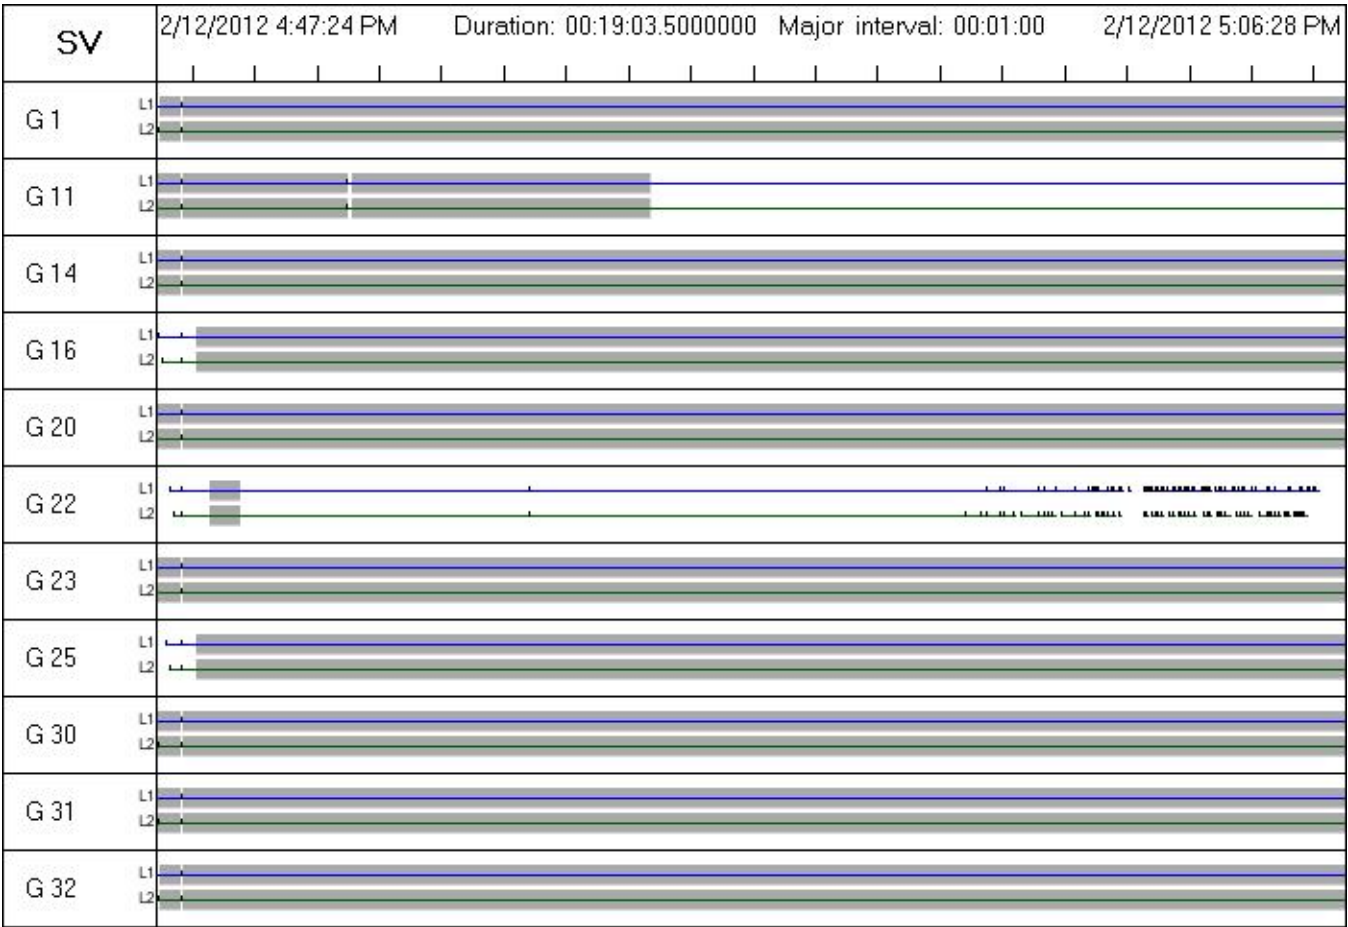 SV 2/12/2012 4:47:24 PM Duration: 00:19:03.5000000 Major interval: 00:01:00 2/12/2012 5:06:28 PM
L1
G 1
L2
L1
G 11
L2
L1
G 14
L2
L1
G 16
L2
L1
G 20
L2
L1
G 22
L2
L1
G 23
L2
L1
G 25
L2
L1
G 30
L2
L1
G 31
L2
L1
G 32
L2